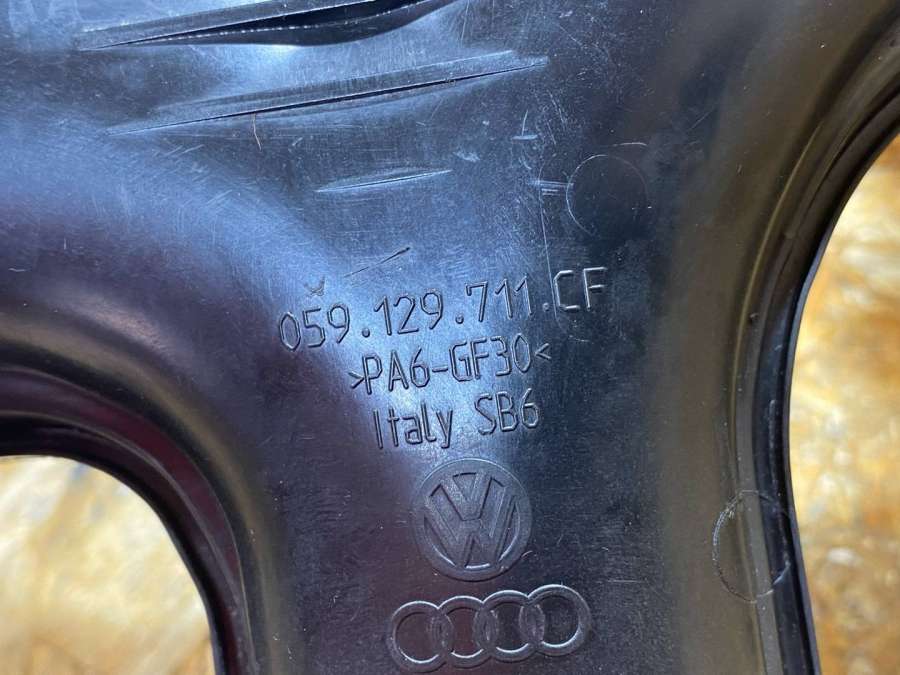 059.129.711.CF
>PA6-GF30<
Italy SB6